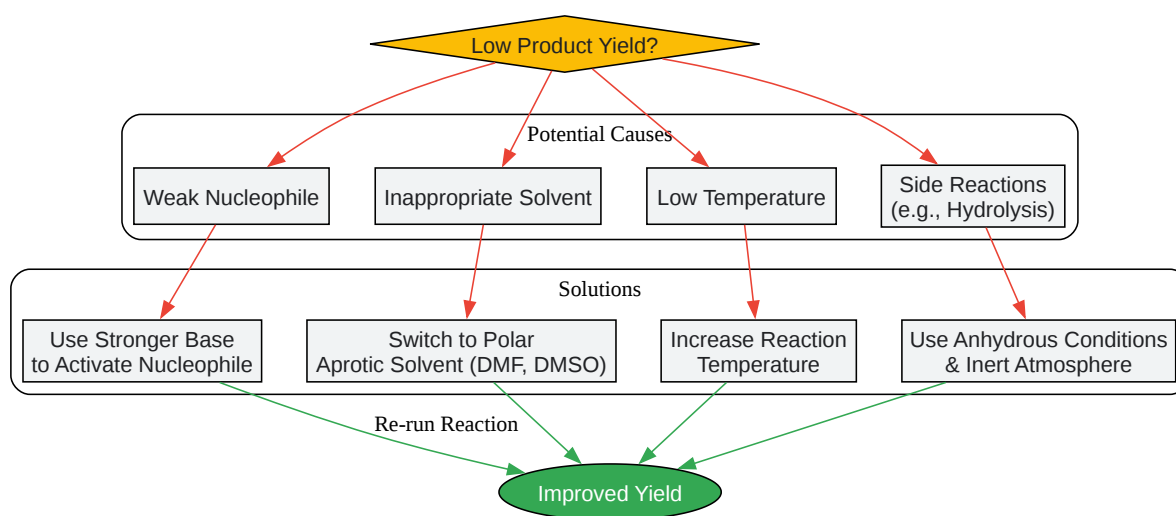 Low Product Yield?
Potential Causes
Weak Nucleophile
Inappropriate Solvent
Low Temperature
Side Reactions
(e.g., Hydrolysis)
Solutions
Use Stronger Base
to Activate Nucleophile
Switch to Polar
Aprotic Solvent (DMF, DMSO)
Increase Reaction
Temperature
Use Anhydrous Conditions
& Inert Atmosphere
Re-run Reaction
Improved Yield